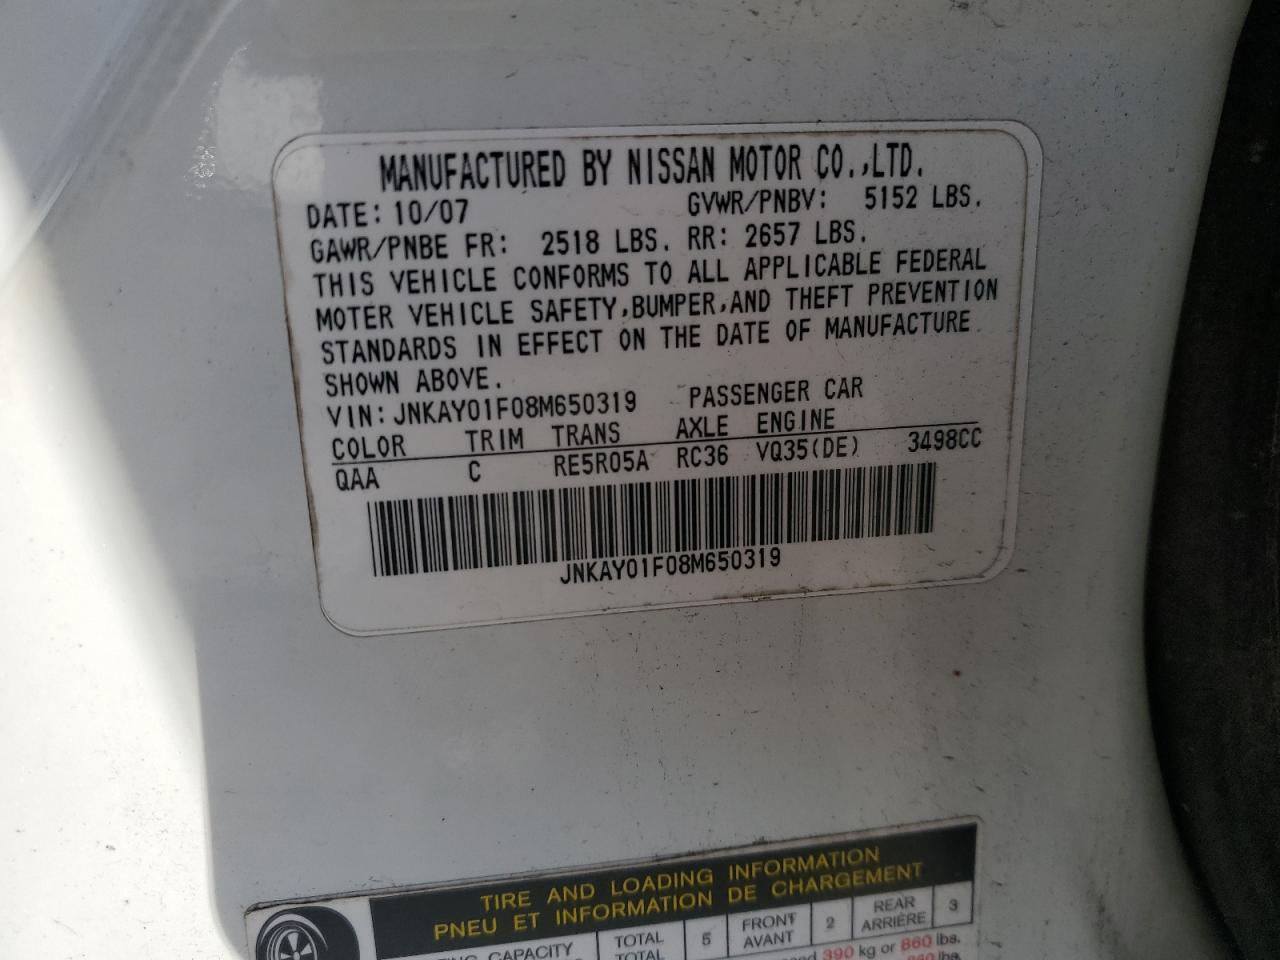 MANUFACTURED BY NISSAN MOTOR CO.,LTD.
DATE: 10/07 GVWR/PNBV: 5152 LBS.
GAWR/PNBE FR: 2518 LBS. RR: 2657 LBS.
THIS VEHICLE CONFORMS TO ALL APPLICABLE FEDERAL
MOTER VEHICLE SAFETY,BUMPER,AND THEFT PREVENTION
STANDARDS IN EFFECT ON THE DATE OF MANUFACTURE
SHOWN ABOVE.
VIN: JNKAY01F08M650319 PASSENGER CAR
COLOR TRIM TRANS AXLE ENGINE
QAA C RE5R05A RC36 VQ35(DE) 3498CC
JNKAY01F08M650319
TIRE AND LOADING INFORMATION
PNEU ET INFORMATION DE CHARGEMENT
CAPACITY TOTAL 5 FRONT 2 REAR 3
TOTAL AVANT ARRIÈRE
390 kg or 860 lbs.
lbs.